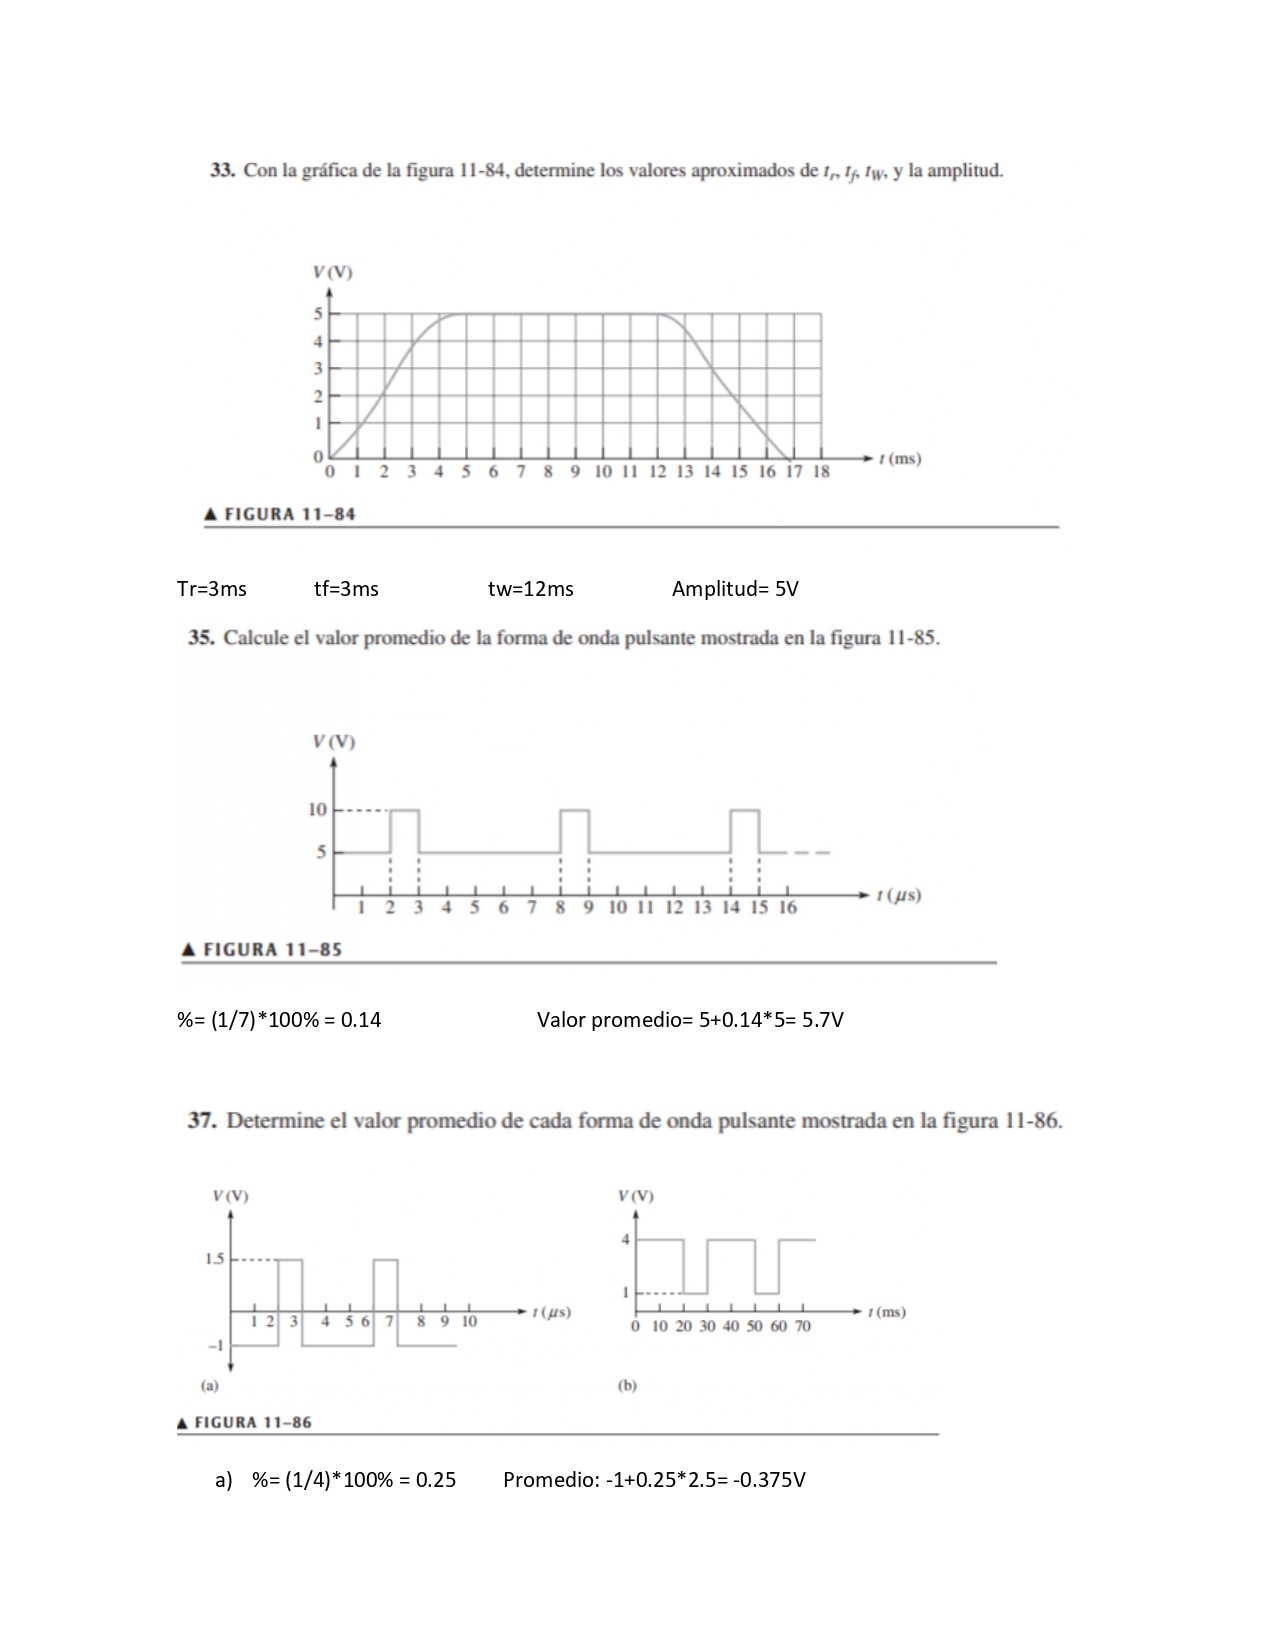 33. Con la gráfica de la figura 11-84, determine los valores aproximados de tr, tf, tW, y la amplitud.
V (V)
5
4
3
2
1
0
0 1 2 3 4 5 6 7 8 9 10 11 12 13 14 15 16 17 18
t (ms)
▲ FIGURA 11–84
Tr=3ms tf=3ms tw=12ms Amplitud= 5V
35. Calcule el valor promedio de la forma de onda pulsante mostrada en la figura 11-85.
V (V)
10
5
1 2 3 4 5 6 7 8 9 10 11 12 13 14 15 16
t (μs)
▲ FIGURA 11–85
%= (1/7)*100% = 0.14 Valor promedio= 5+0.14*5= 5.7V
37. Determine el valor promedio de cada forma de onda pulsante mostrada en la figura 11-86.
V (V)
1.5
1 2 3 4 5 6 7 8 9 10
t (μs)
–1
(a)
V (V)
4
1
0 10 20 30 40 50 60 70
t (ms)
(b)
▲ FIGURA 11–86
a) %= (1/4)*100% = 0.25 Promedio: -1+0.25*2.5= -0.375V